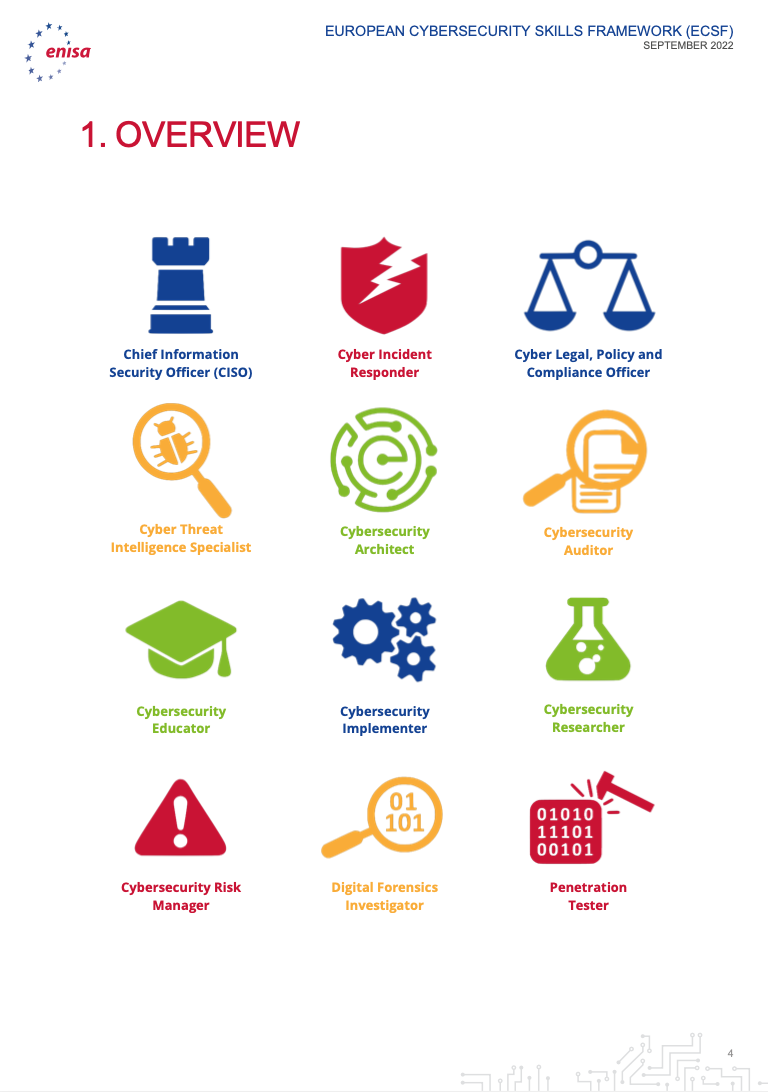 enisa
EUROPEAN CYBERSECURITY SKILLS FRAMEWORK (ECSF)
SEPTEMBER 2022
1. OVERVIEW
Chief Information
Security Officer (CISO)
Cyber Incident
Responder
Cyber Legal, Policy and
Compliance Officer
Cyber Threat
Intelligence Specialist
Cybersecurity
Architect
Cybersecurity
Auditor
Cybersecurity
Educator
Cybersecurity
Implementer
Cybersecurity
Researcher
01
101
01010
11101
00101
Cybersecurity Risk
Manager
Digital Forensics
Investigator
Penetration
Tester
4